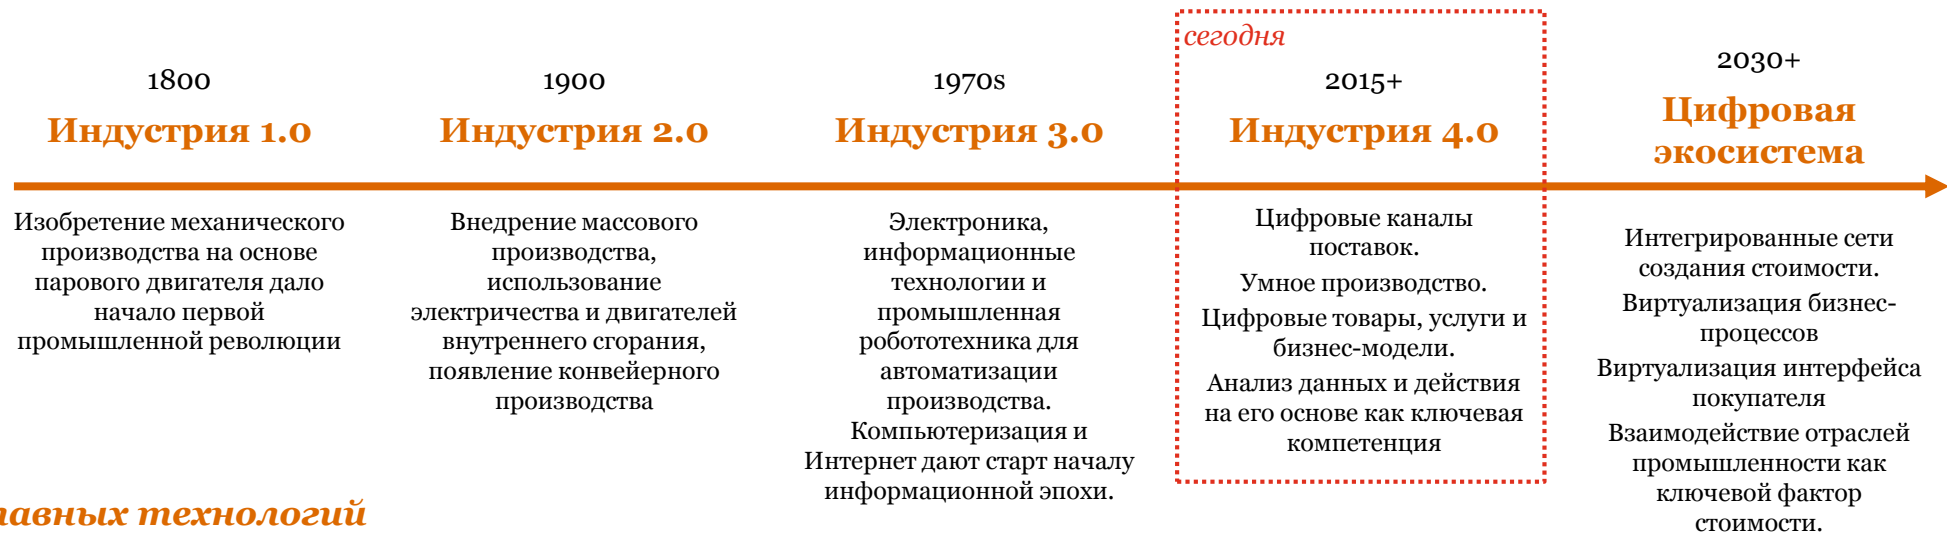 1800
Индустрия 1.0
Изобретение механического
производства на основе
парового двигателя дало
начало первой
промышленной революции
1900
Индустрия 2.0
Внедрение массового
производства,
использование
электричества и двигателей
внутреннего сгорания,
появление конвейерного
производства
1970s
Индустрия 3.0
Электроника,
информационные
технологии и
промышленная
робототехника для
автоматизации
производства.
Компьютеризация и
Интернет дают старт началу
информационной эпохи.
сегодня
2015+
Индустрия 4.0
Цифровые каналы
поставок.
Умное производство.
Цифровые товары, услуги и
бизнес-модели.
Анализ данных и действия
на его основе как ключевая
компетенция
2030+
Цифровая
экосистема
Интегрированные сети
создания стоимости.
Виртуализация бизнес-
процессов
Виртуализация интерфейса
покупателя
Взаимодействие отраслей
промышленности как
ключевой фактор
стоимости.
технологий